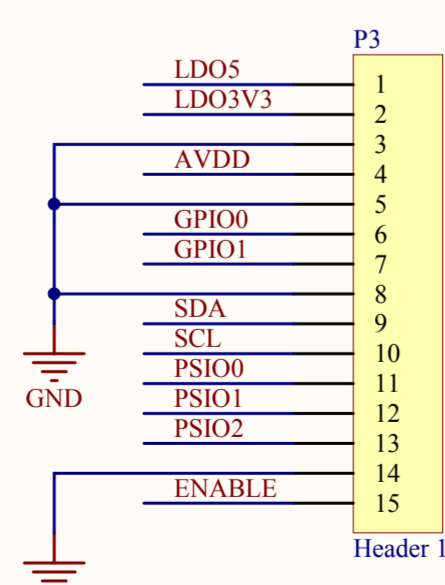 P3
LDO5 1
LDO3V3 2
3
AVDD 4
5
GPIO0 6
GPIO1 7
8
SDA 9
SCL 10
PSIO0 11
GND
PSIO1 12
PSIO2 13
14
ENABLE 15
Header 1